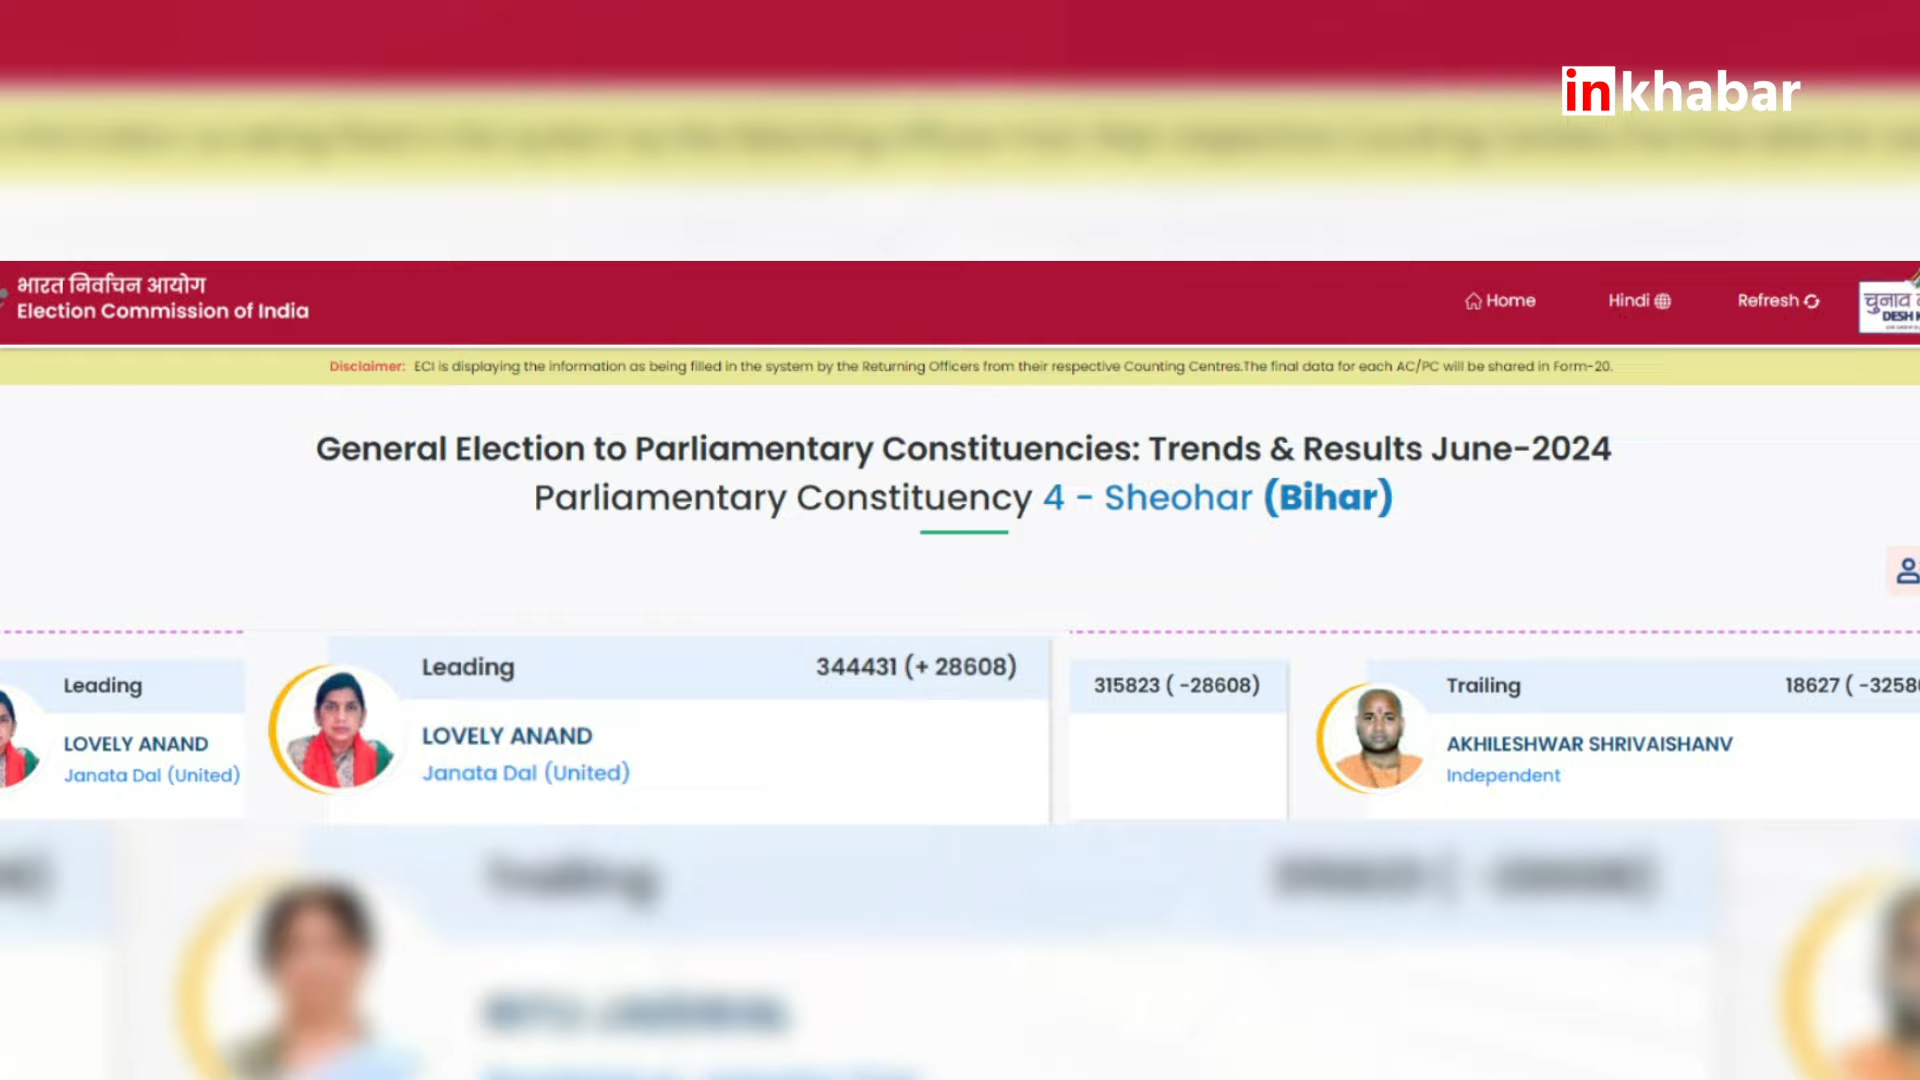 inkhabar
भारत निर्वाचन आयोग
Election Commission of India
Home
Hindi
Refresh
चुनाव
DESH
Disclaimer: ECI is displaying the information as being filled in the system by the Returning Officers from their respective Counting Centres.The final data for each AC/PC will be shared in Form-20.
General Election to Parliamentary Constituencies: Trends & Results June-2024
Parliamentary Constituency 4 - Sheohar (Bihar)
Leading
LOVELY ANAND
Janata Dal (United)
Leading 344431 (+ 28608)
LOVELY ANAND
Janata Dal (United)
315823 ( -28608)
Trailing 18627 ( -3258
AKHILESHWAR SHRIVAISHANV
Independent
Trailing